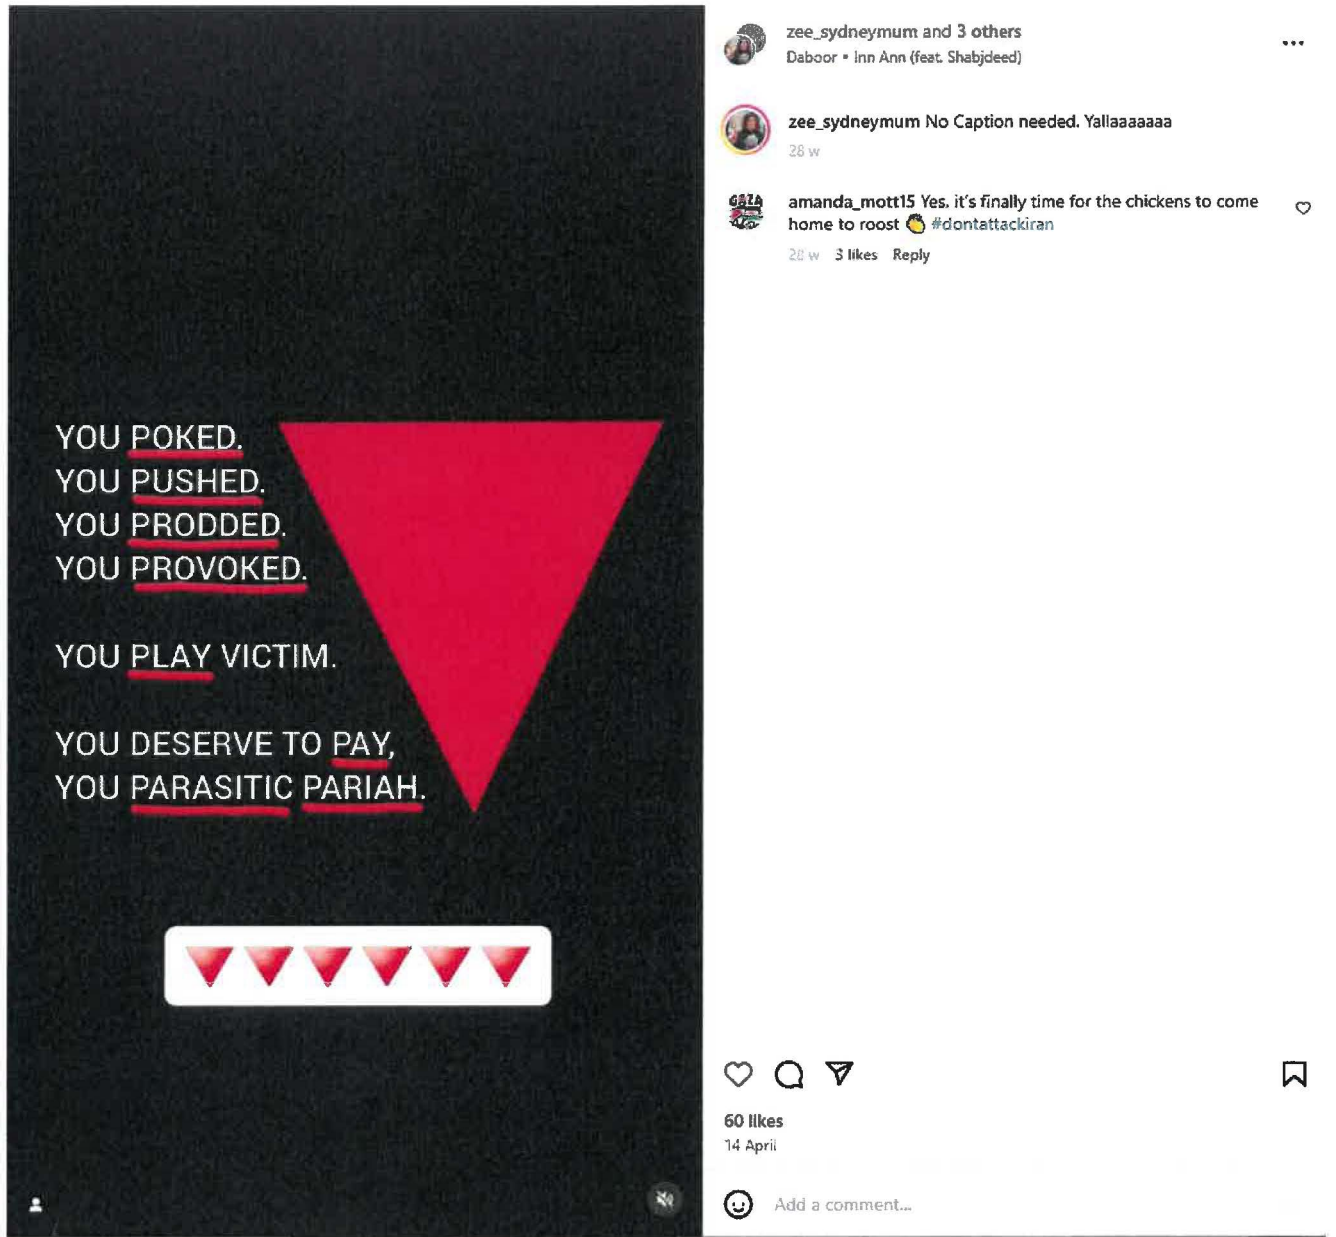 YOU POKED.
YOU PUSHED.
YOU PRODDED.
YOU PROVOKED.
YOU PLAY VICTIM.
YOU DESERVE TO PAY,
YOU PARASITIC PARIAH.
zee_sydneymum and 3 others
Daboor • Inn Ann (feat. Shabjdeed)
zee_sydneymum No Caption needed. Yallaaaaaaa
28 w
GAZA
amanda_mott15 Yes, it's finally time for the chickens to come
home to roost 👏 #dontattackiran
28 w 3 likes Reply
60 likes
14 April
Add a comment...